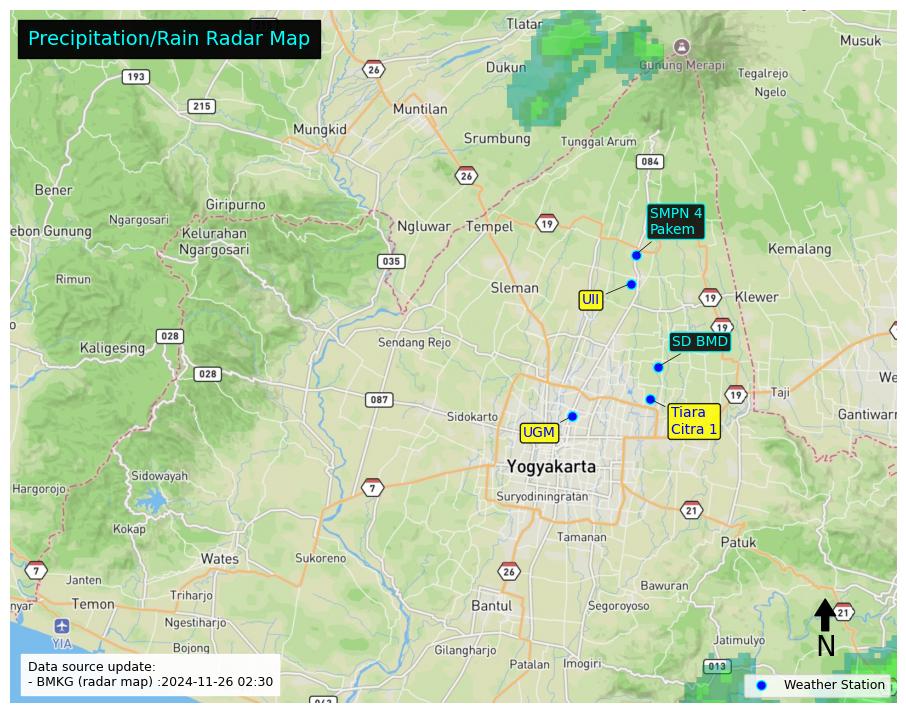 Precipitation/Rain Radar Map
Tlatar
Musuk
26
Dukun
Gunung Merapi
193
Tegalrejo
Ngelo
215
Muntilan
Mungkid
Srumbung
Tunggal Arum
084
26
Bener
Giripurno
SMPN 4
Pakem
Ngargosari
Ngluwar
Tempel
19
ebon Gunung
Kelurahan
Ngargosari
Kemalang
035
Rimun
Sleman
UII
19
Klewer
19
028
Kaligesing
Sendang Rejo
SD BMD
028
087
19
Taji
We
Sidokarto
Tiara
Citra 1
Gantiwarn
UGM
Yogyakarta
Sidowayah
Hargorojo
7
Suryodiningratan
21
Kokap
Tamanan
Patuk
Wates
Sukoreno
7
26
Janten
Bawuran
Triharjo
nyar
Temon
Bantul
Segoroyoso
21
Ngestiharjo
YIA
N
Jatimulyo
Bojong
Gilangharjo
Patalan
Imogiri
013
Data source update:
- BMKG (radar map) :2024-11-26 02:30
Weather Station